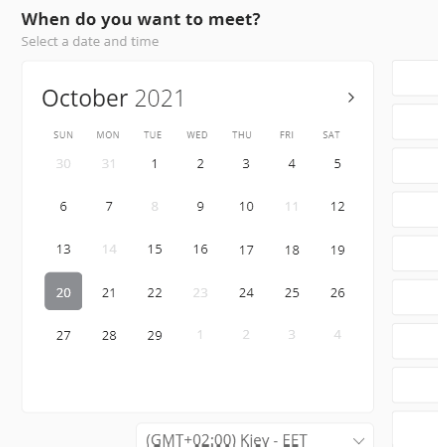 When do you want to meet?
Select a date and time
October 2021
SUN MON TUE WED THU FRI SAT
30 31 1 2 3 4 5
6 7 8 9 10 11 12
13 14 15 16 17 18 19
20 21 22 23 24 25 26
27 28 29 1 2 3 4
(GMT+02:00) Kiev - EET